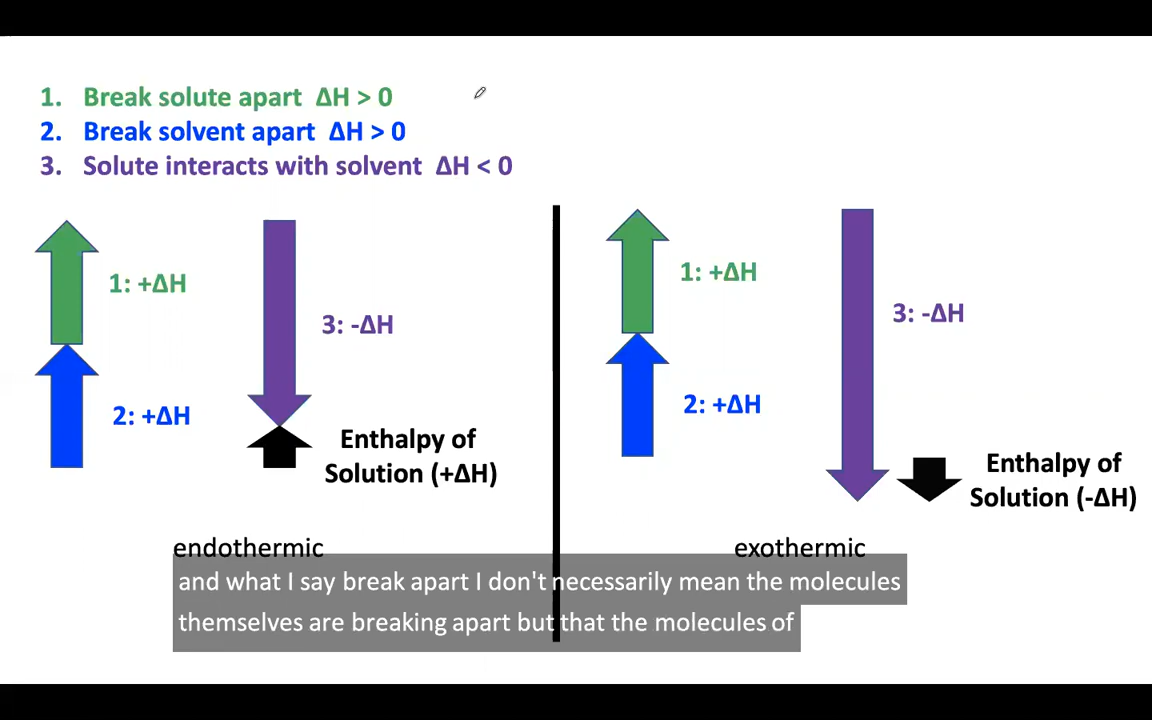 1. Break solute apart ΔH > 0
2. Break solvent apart ΔH > 0
3. Solute interacts with solvent ΔH < 0
1: +ΔH
3: -ΔH
2: +ΔH
Enthalpy of
Solution (+ΔH)
endothermic
1: +ΔH
3: -ΔH
2: +ΔH
Enthalpy of
Solution (-ΔH)
exothermic
and what I say break apart I don't necessarily mean the molecules
themselves are breaking apart but that the molecules of